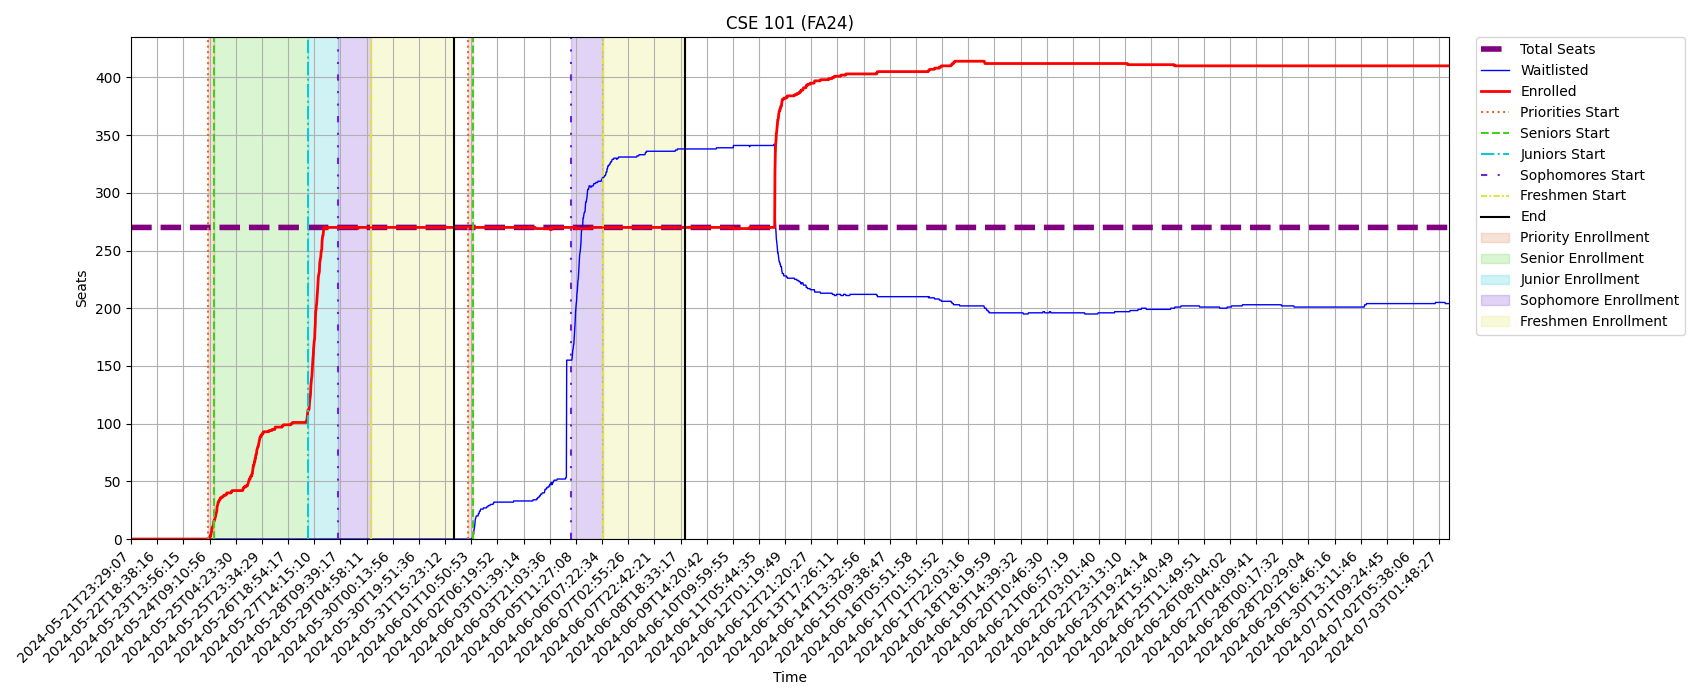 CSE 101 (FA24)
Seats
400
350
300
250
200
150
100
50
0
2024-05-21T23:29:07
2024-05-22T18:38:16
2024-05-23T13:56:15
2024-05-24T09:10:56
2024-05-25T04:23:30
2024-05-25T23:34:29
2024-05-26T18:54:17
2024-05-27T14:15:10
2024-05-28T09:39:17
2024-05-29T04:58:11
2024-05-30T00:13:56
2024-05-30T19:51:36
2024-05-31T15:23:12
2024-06-01T10:50:53
2024-06-02T06:19:52
2024-06-03T01:39:14
2024-06-03T21:03:36
2024-06-05T11:27:08
2024-06-06T07:22:34
2024-06-07T02:55:26
2024-06-07T22:42:21
2024-06-08T18:33:17
2024-06-09T14:20:42
2024-06-10T09:59:55
2024-06-11T05:44:35
2024-06-12T01:19:49
2024-06-12T21:20:27
2024-06-13T17:26:11
2024-06-14T13:32:56
2024-06-15T09:38:47
2024-06-16T05:51:58
2024-06-17T01:51:52
2024-06-17T22:03:16
2024-06-18T18:19:59
2024-06-19T14:39:32
2024-06-20T10:46:30
2024-06-21T06:57:19
2024-06-22T03:01:40
2024-06-22T23:13:10
2024-06-23T19:24:14
2024-06-24T15:40:49
2024-06-25T11:49:51
2024-06-26T08:04:02
2024-06-27T04:09:41
2024-06-28T00:17:32
2024-06-28T20:29:04
2024-06-29T16:46:16
2024-06-30T13:11:46
2024-07-01T09:24:45
2024-07-02T05:38:06
2024-07-03T01:48:27
Time
Total Seats
Waitlisted
Enrolled
Priorities Start
Seniors Start
Juniors Start
Sophomores Start
Freshmen Start
End
Priority Enrollment
Senior Enrollment
Junior Enrollment
Sophomore Enrollment
Freshmen Enrollment